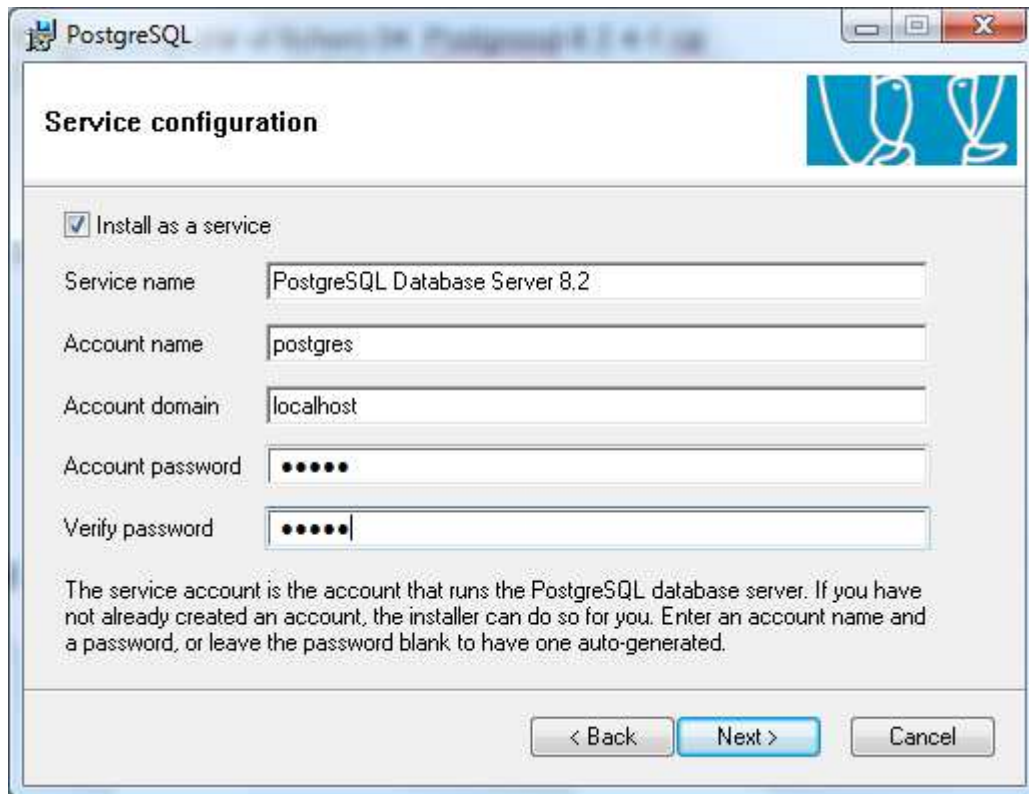 PostgreSQL
Service configuration
Install as a service
Service name
PostgreSQL Database Server 8.2
Account name
postgres
Account domain
localhost
Account password
•••••
Verify password
•••••
The service account is the account that runs the PostgreSQL database server. If you have
not already created an account, the installer can do so for you. Enter an account name and
a password, or leave the password blank to have one auto-generated.
< Back
Next >
Cancel